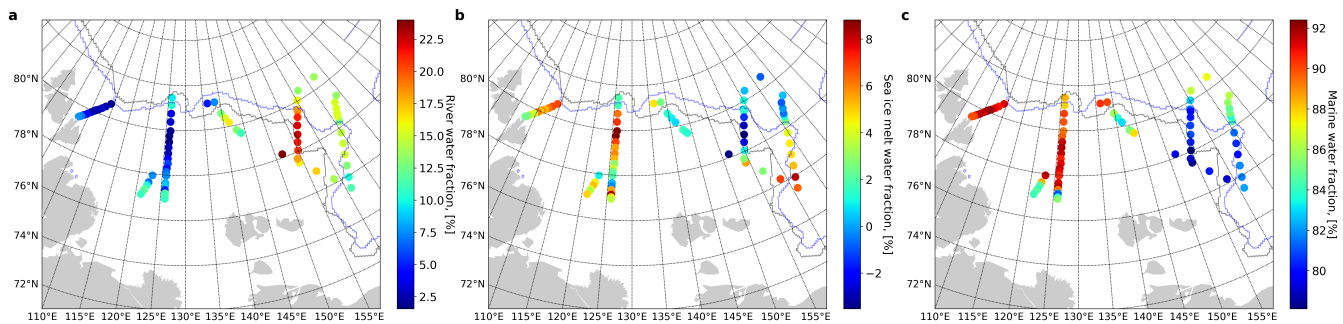 a
80°N
78°N
76°N
74°N
72°N
110°E 115°E 120°E 125°E 130°E 135°E 140°E 145°E 155°E
22.5
20.0
17.5
15.0
12.5
10.0
7.5
5.0
2.5
River water fraction, [%]
b
80°N
78°N
76°N
74°N
72°N
110°E 115°E 120°E 125°E 130°E 135°E 140°E 145°E 155°E
8
6
4
2
0
−2
Sea ice melt water fraction, [%]
c
80°N
78°N
76°N
74°N
72°N
110°E 115°E 120°E 125°E 130°E 135°E 140°E 145°E 155°E
92
90
88
86
84
82
80
Marine water fraction, [%]